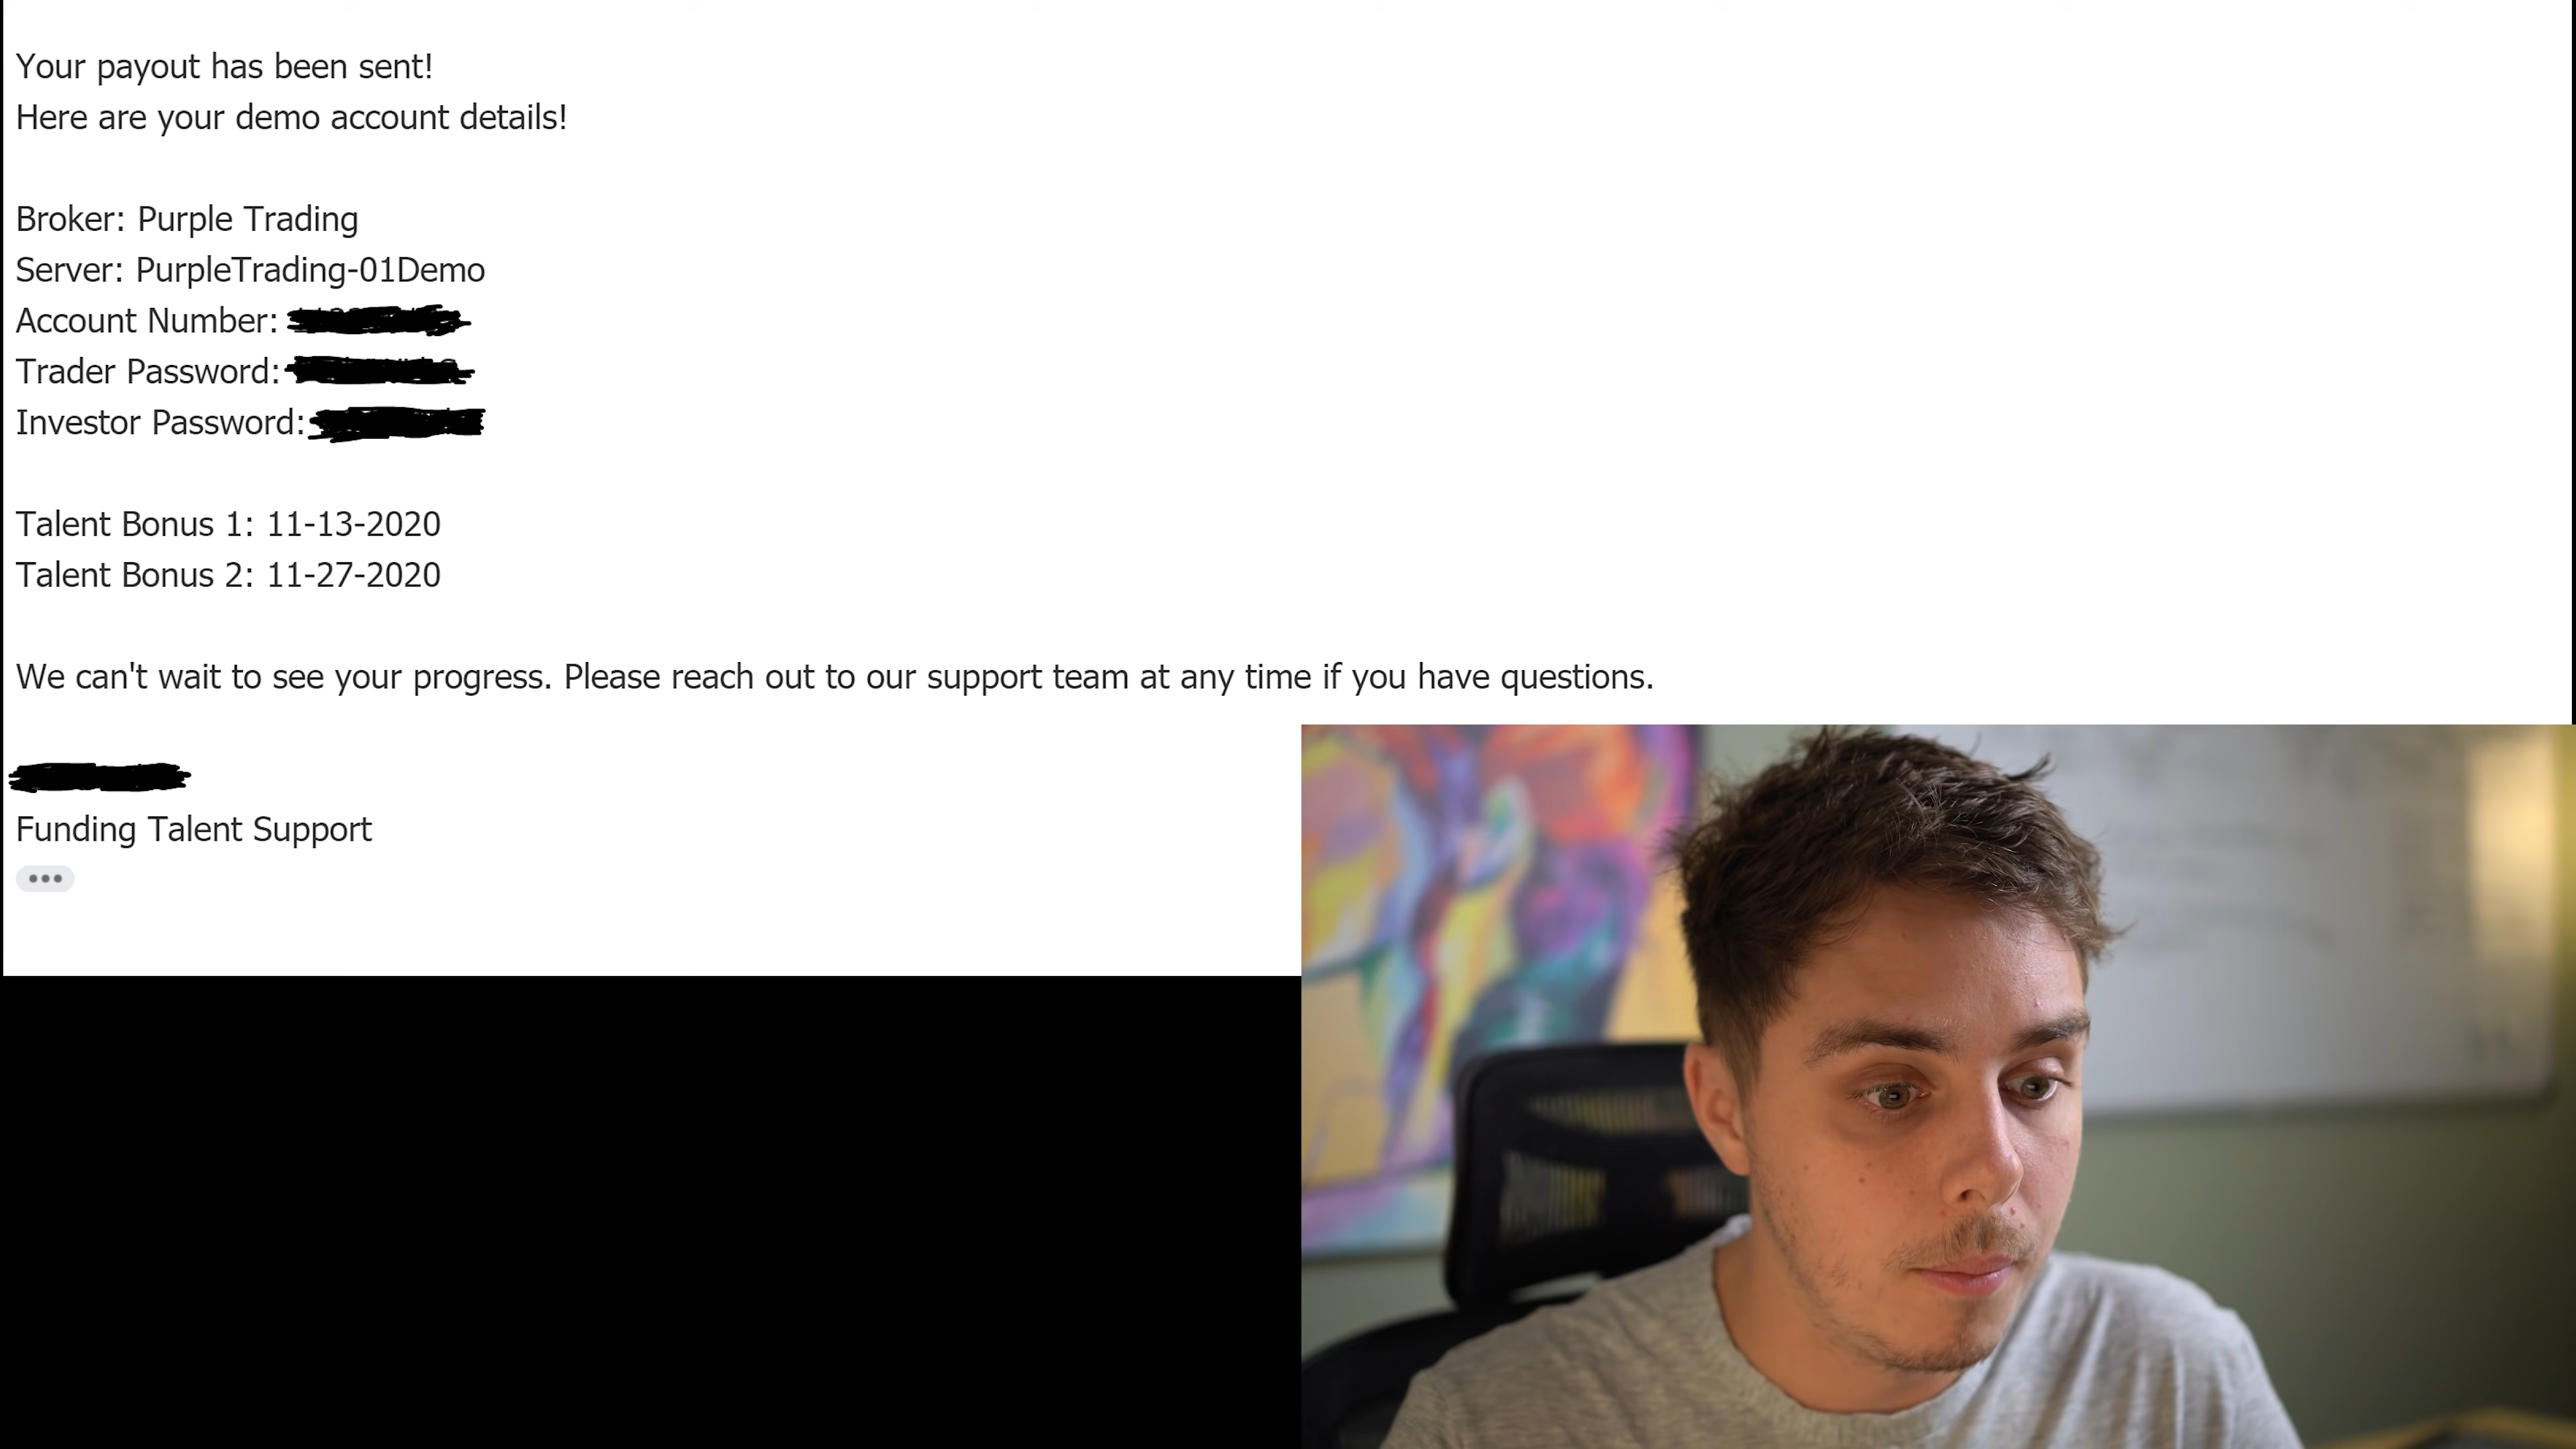 Your payout has been sent!
Here are your demo account details!
Broker: Purple Trading
Server: PurpleTrading-01Demo
Account Number:
Trader Password:
Investor Password:
Talent Bonus 1: 11-13-2020
Talent Bonus 2: 11-27-2020
We can't wait to see your progress. Please reach out to our support team at any time if you have questions.
Funding Talent Support